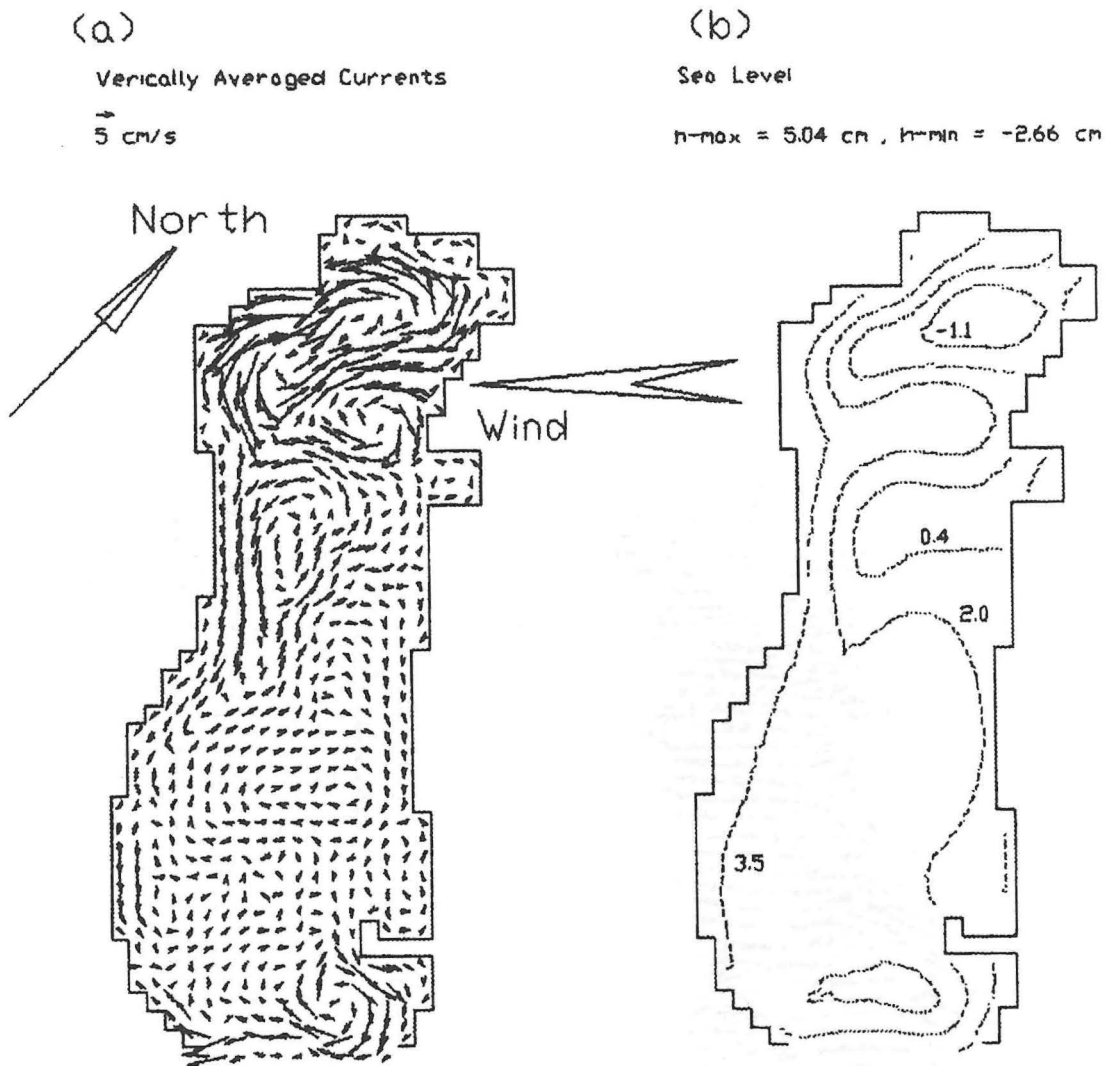 (a)
Verically Averaged Currents
5 cm/s
North
Wind
(b)
Sea Level
h-max = 5.04 cm , h-min = -2.66 cm
-1.1
0.4
2.0
3.5